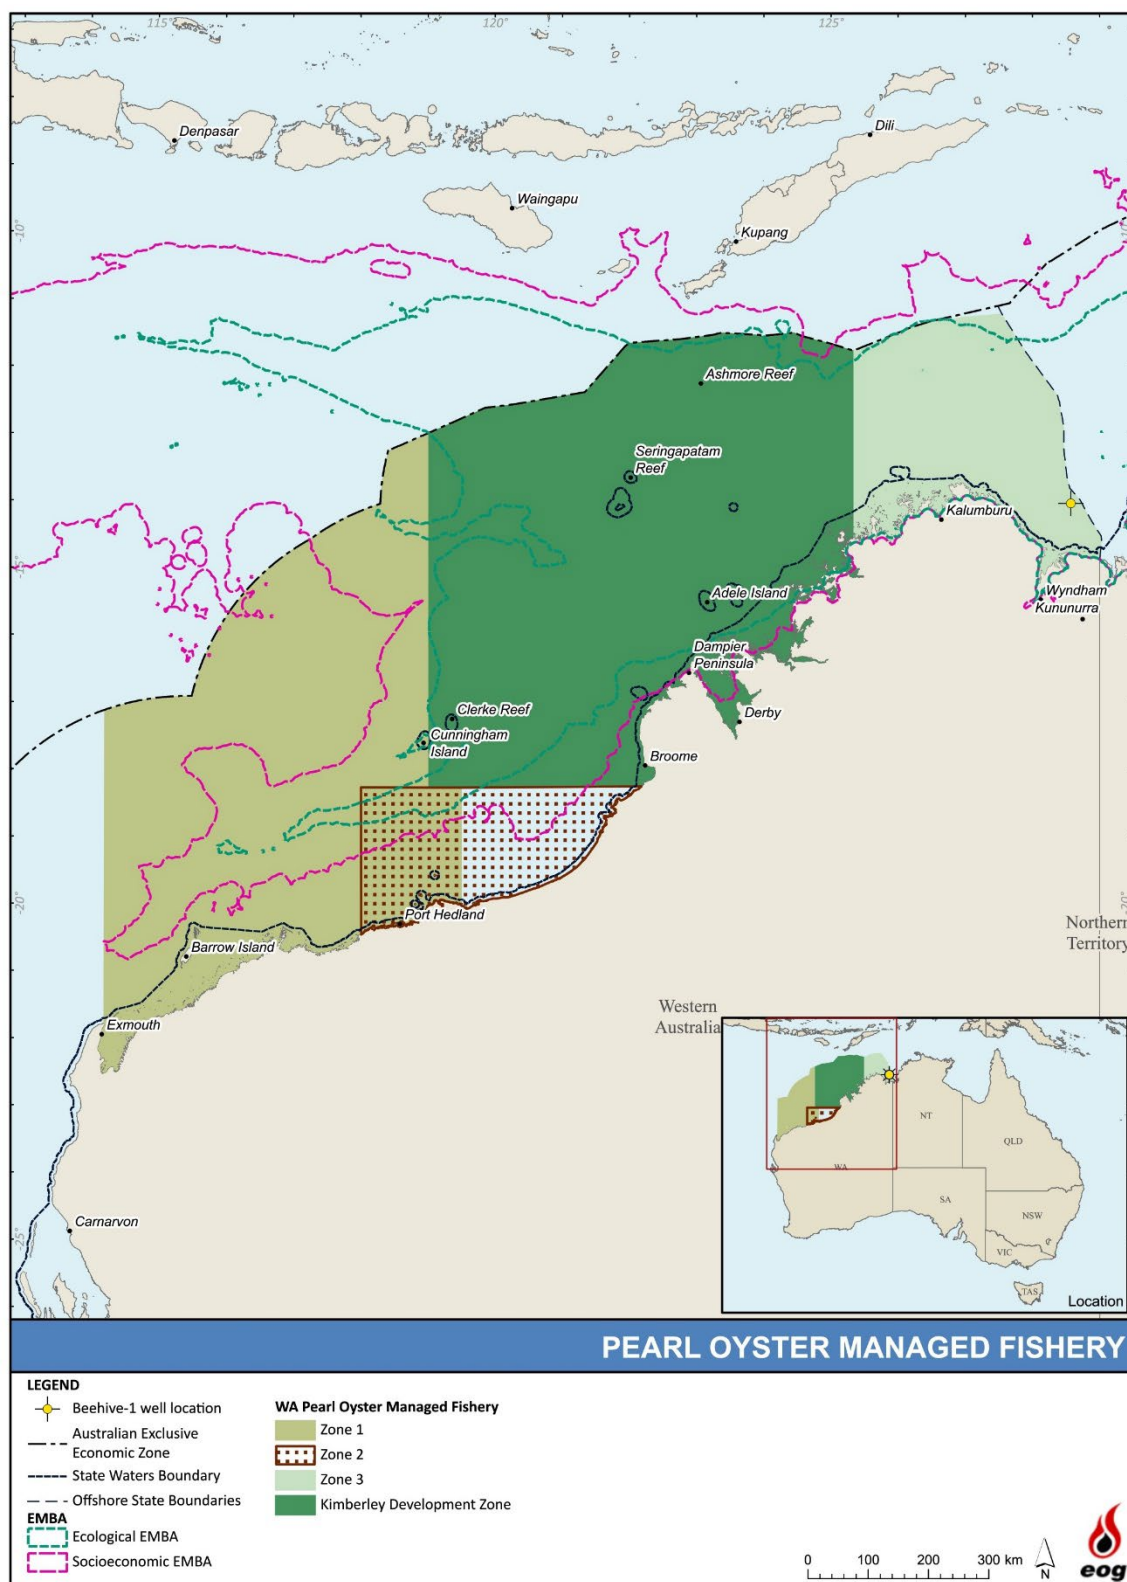 115°
120°
125°
Denpasar
Dili
Waingapu
-10°
Kupang
-10°
Ashmore Reef
Seringapatam
Reef
Kalumburu
-15°
Adele Island
Wyndham
Kununurra
Dampier
Peninsula
Clerke Reef
Derby
Cunningham
Island
Broome
-20°
Port Hedland
-20°
Northern
Territory
Barrow Island
Western
Australia
Exmouth
NT
QLD
WA
SA
NSW
VIC
TAS
Location
Carnarvon
-25°
PEARL OYSTER MANAGED FISHERY
LEGEND
Beehive-1 well location
Australian Exclusive
Economic Zone
State Waters Boundary
Offshore State Boundaries
EMBA
Ecological EMBA
Socioeconomic EMBA
WA Pearl Oyster Managed Fishery
Zone 1
Zone 2
Zone 3
Kimberley Development Zone
0 100 200 300 km
N
eog